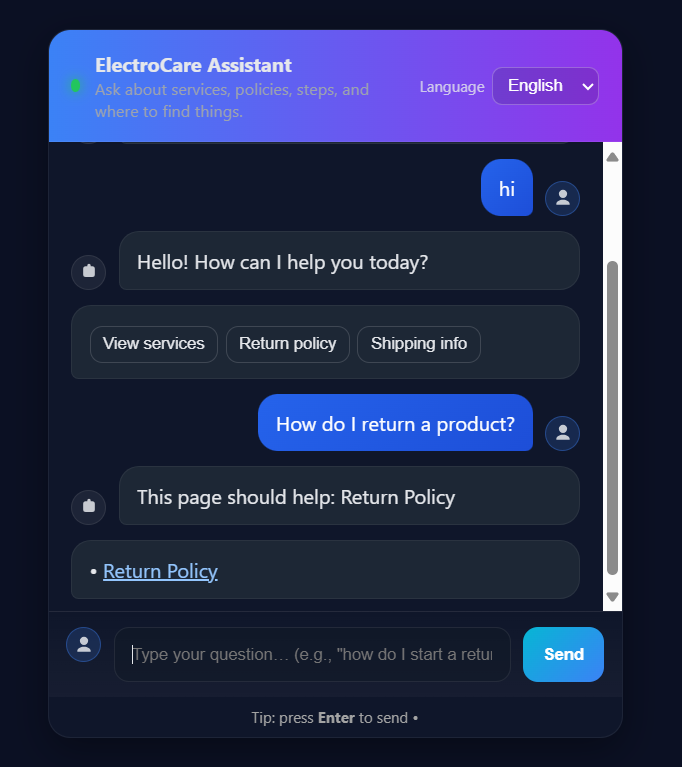 ElectroCare Assistant
Ask about services, policies, steps, and
where to find things.
Language
English
hi
Hello! How can I help you today?
View services
Return policy
Shipping info
How do I return a product?
This page should help: Return Policy
• Return Policy
Type your question… (e.g., "how do I start a retur
Send
Tip: press Enter to send •